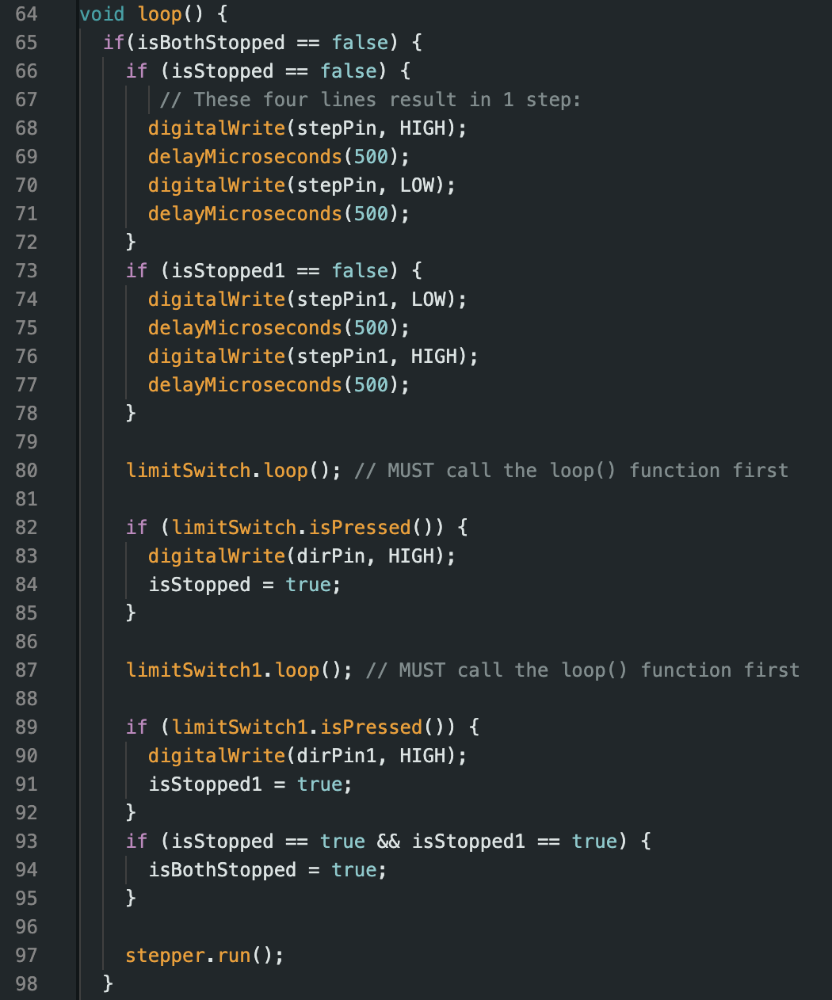 64 void loop() {
65 if(isBothStopped == false) {
66 if (isStopped == false) {
67 // These four lines result in 1 step:
68 digitalWrite(stepPin, HIGH);
69 delayMicroseconds(500);
70 digitalWrite(stepPin, LOW);
71 delayMicroseconds(500);
72 }
73 if (isStopped1 == false) {
74 digitalWrite(stepPin1, LOW);
75 delayMicroseconds(500);
76 digitalWrite(stepPin1, HIGH);
77 delayMicroseconds(500);
78 }
79
80 limitSwitch.loop(); // MUST call the loop() function first
81
82 if (limitSwitch.isPressed()) {
83 digitalWrite(dirPin, HIGH);
84 isStopped = true;
85 }
86
87 limitSwitch1.loop(); // MUST call the loop() function first
88
89 if (limitSwitch1.isPressed()) {
90 digitalWrite(dirPin1, HIGH);
91 isStopped1 = true;
92 }
93 if (isStopped == true && isStopped1 == true) {
94 isBothStopped = true;
95 }
96
97 stepper.run();
98 }